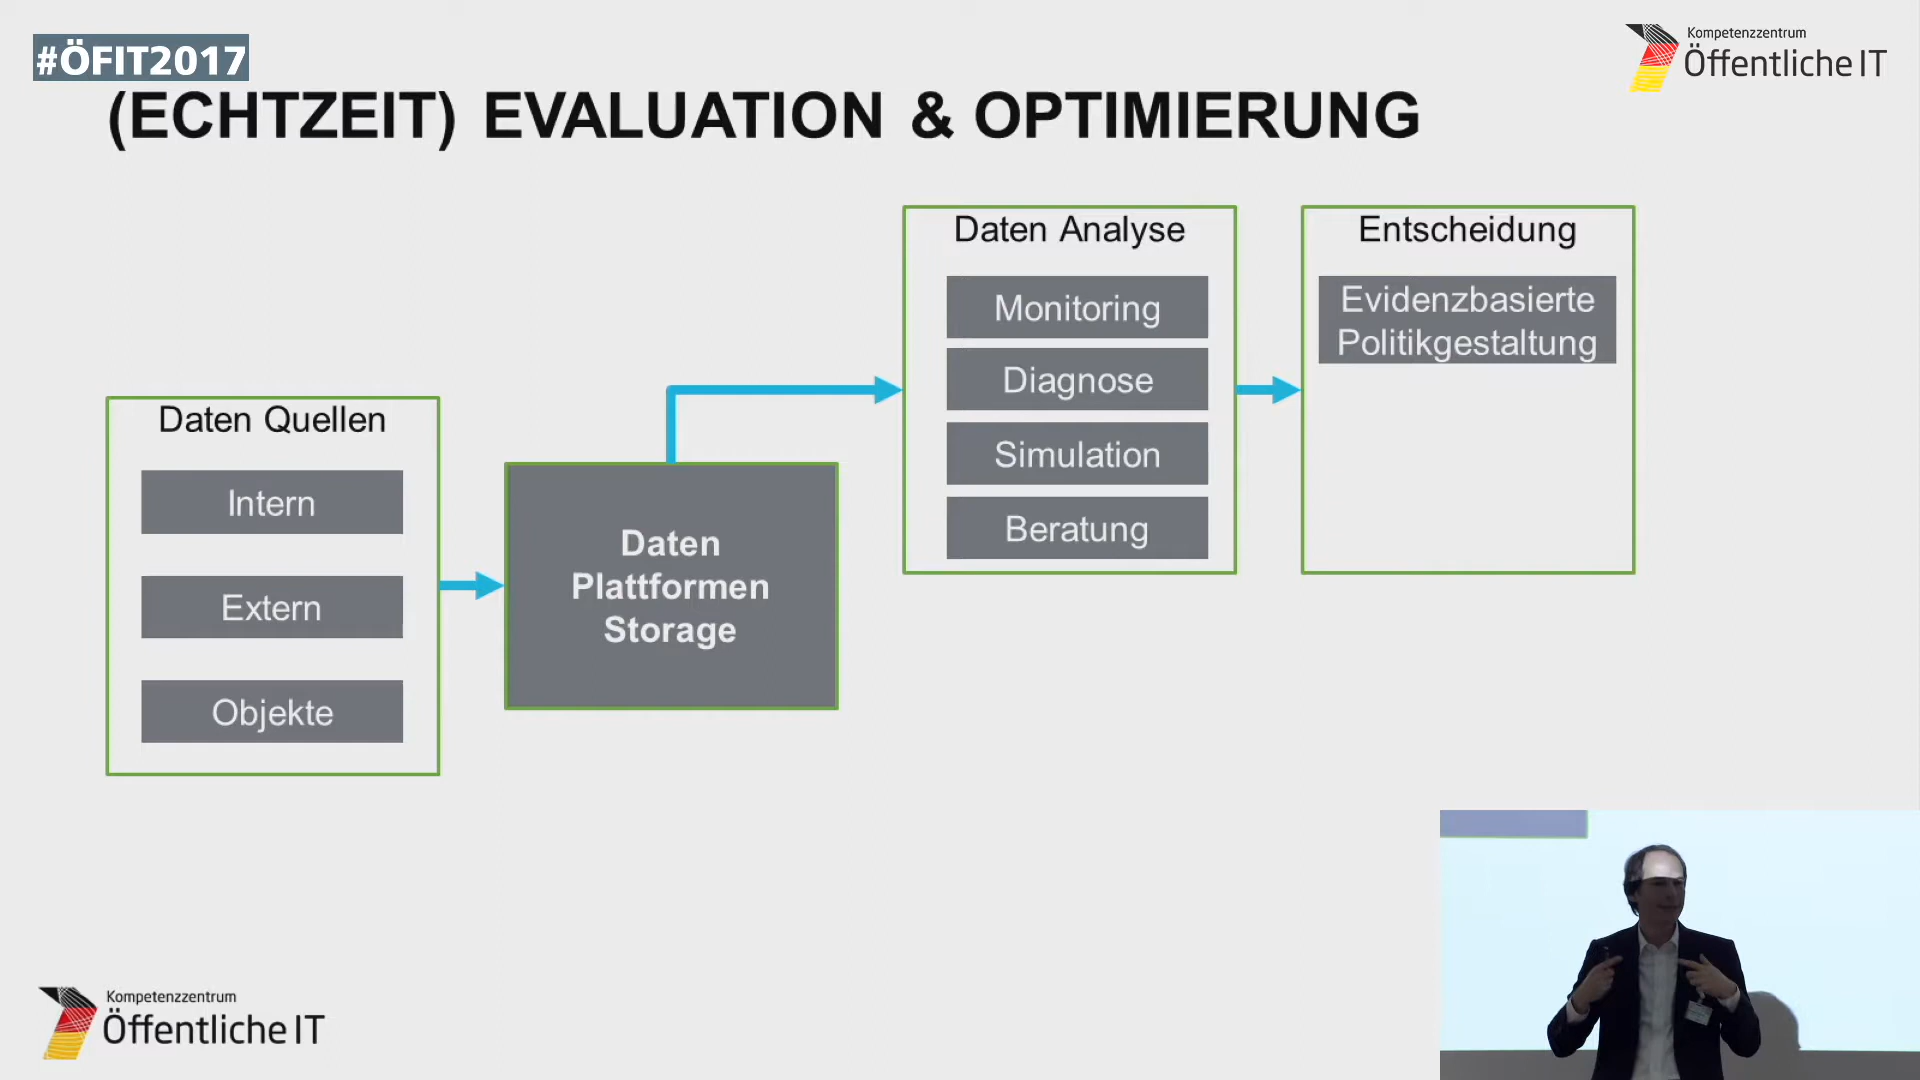 #ÖFIT2017
Kompetenzzentrum
Öffentliche IT
(ECHTZEIT) EVALUATION & OPTIMIERUNG
Daten Quellen
Intern
Extern
Objekte
Daten
Plattformen
Storage
Daten Analyse
Monitoring
Diagnose
Simulation
Beratung
Entscheidung
Evidenzbasierte
Politikgestaltung
Kompetenzzentrum
Öffentliche IT